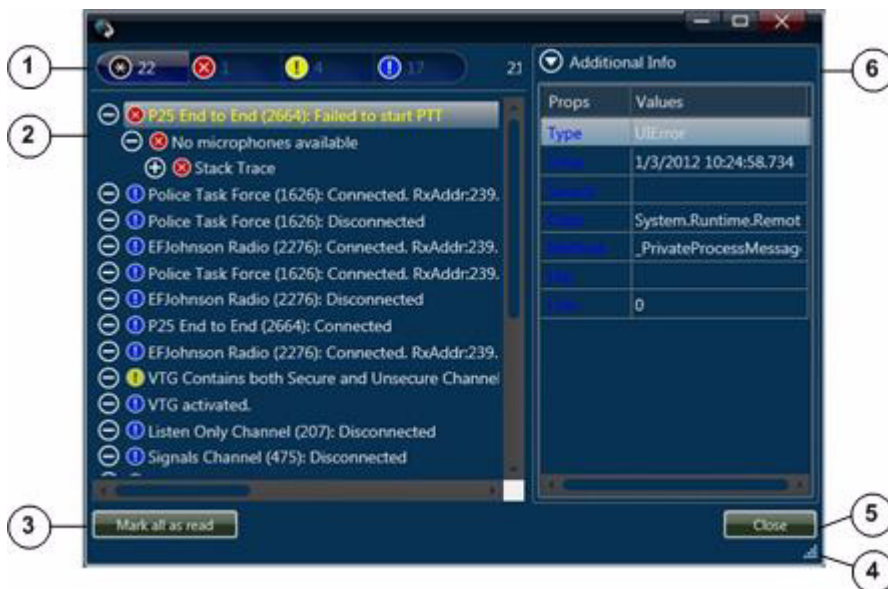 1
22 1 4 17 21
Additional Info
6
Props Values
2
P25 End to End (2664): Failed to start PTT
Type UIError
No microphones available
1/3/2012 10:24:58.734
Stack Trace
Police Task Force (1626): Connected. RxAddr:239.
Police Task Force (1626): Disconnected
System.Runtime.Remot
EFJohnson Radio (2276): Connected. RxAddr:239.
_PrivateProcessMessag
Police Task Force (1626): Connected. RxAddr:239.
EFJohnson Radio (2276): Disconnected
0
P25 End to End (2664): Connected
EFJohnson Radio (2276): Connected. RxAddr:239.
VTG Contains both Secure and Unsecure Channel
VTG activated.
Listen Only Channel (207): Disconnected
Signals Channel (475): Disconnected
3
Mark all as read
Close
5
4